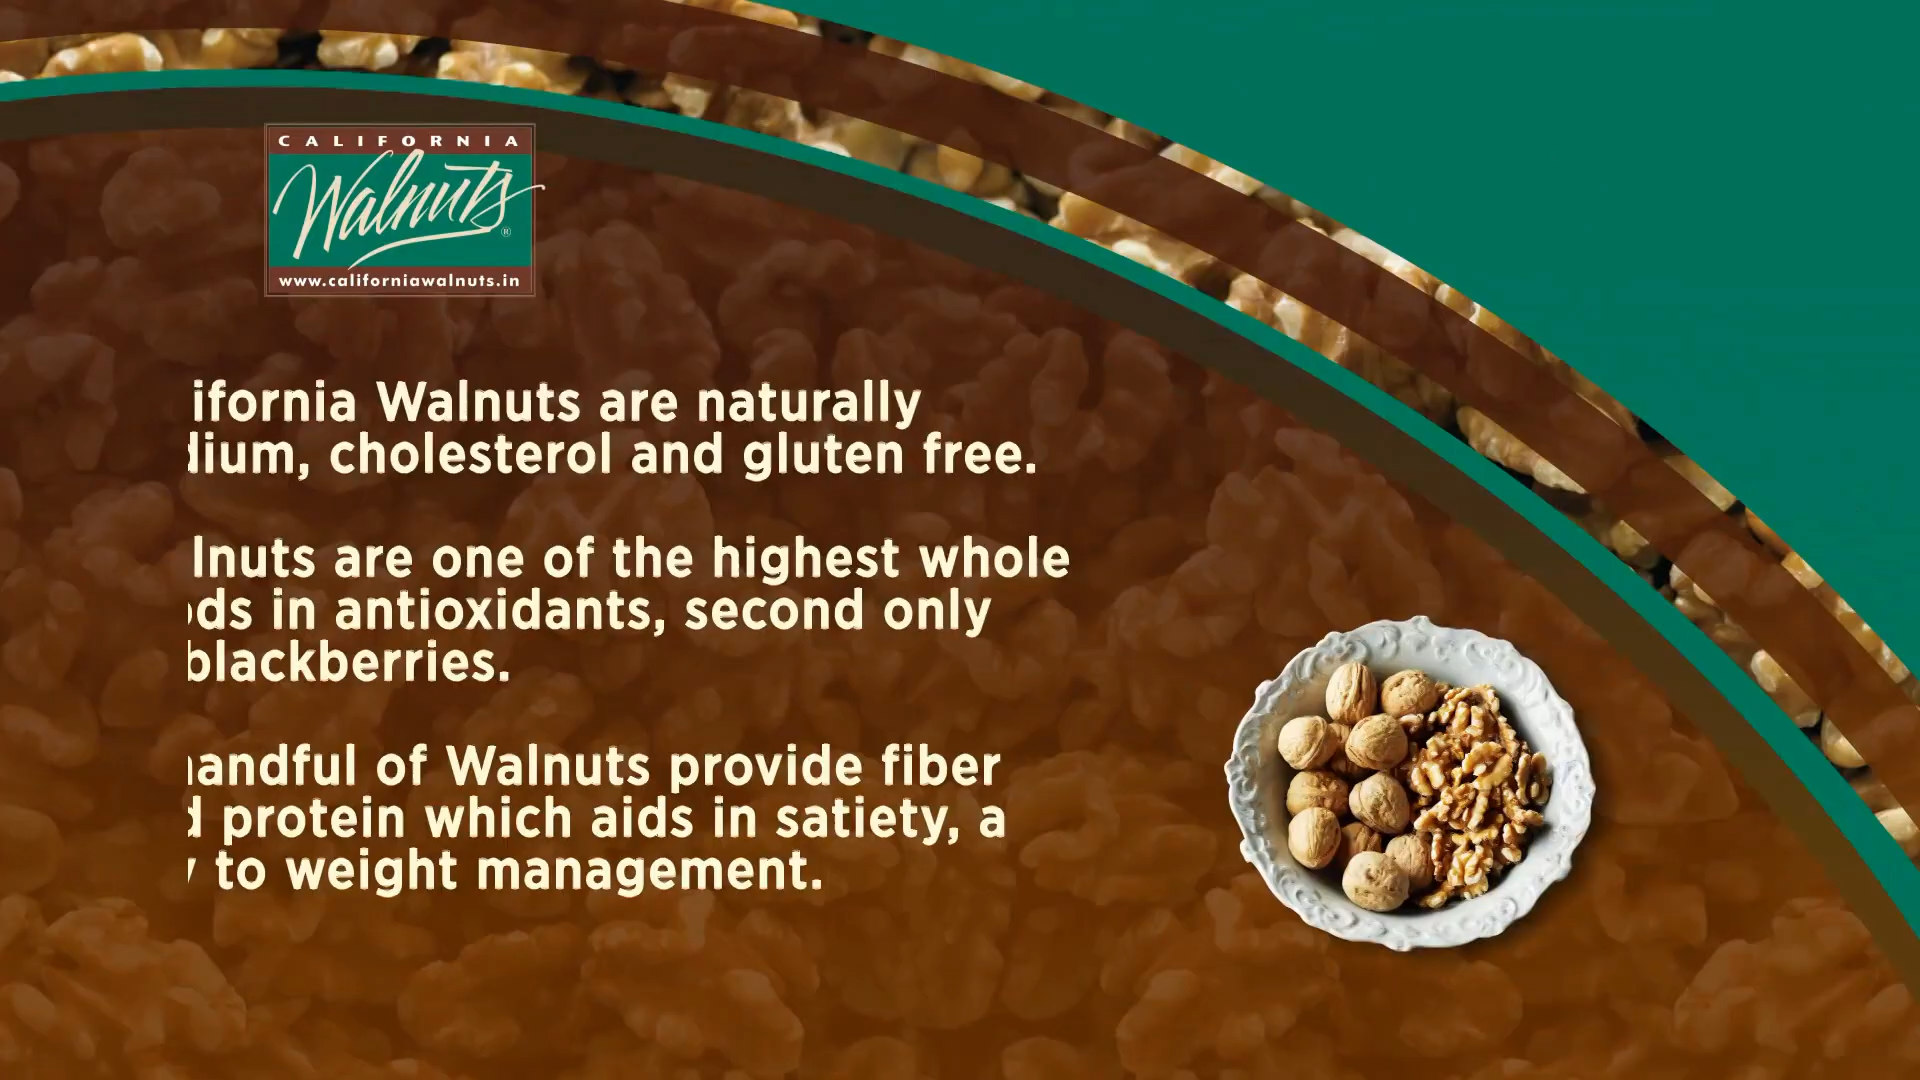 CALIFORNIA
Walnuts
®
www.californiawalnuts.in
ifornia Walnuts are naturally
dium, cholesterol and gluten free.
lnuts are one of the highest whole
ods in antioxidants, second only
blackberries.
handful of Walnuts provide fiber
d protein which aids in satiety, a
y to weight management.